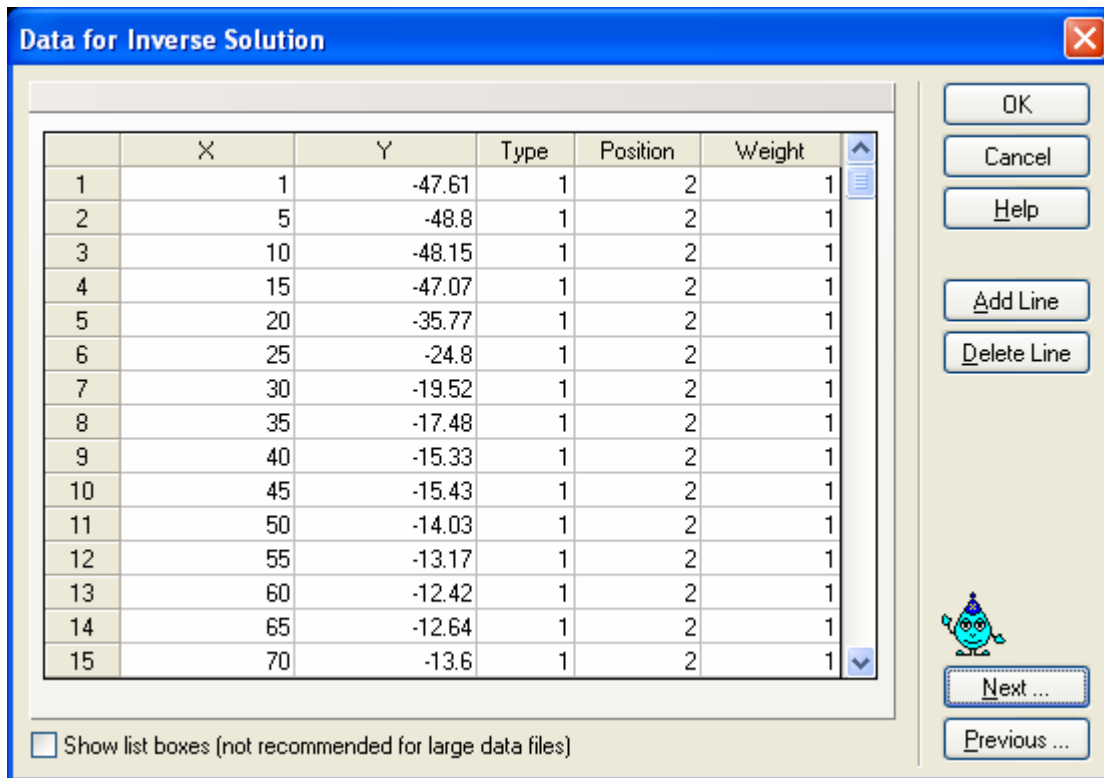 Data for Inverse Solution
X Y Type Position Weight
1 1 -47.61 1 2 1
2 5 -48.8 1 2 1
3 10 -48.15 1 2 1
4 15 -47.07 1 2 1
5 20 -35.77 1 2 1
6 25 -24.8 1 2 1
7 30 -19.52 1 2 1
8 35 -17.48 1 2 1
9 40 -15.33 1 2 1
10 45 -15.43 1 2 1
11 50 -14.03 1 2 1
12 55 -13.17 1 2 1
13 60 -12.42 1 2 1
14 65 -12.64 1 2 1
15 70 -13.6 1 2 1
Show list boxes (not recommended for large data files)
OK
Cancel
Help
Add Line
Delete Line
Next ...
Previous ...